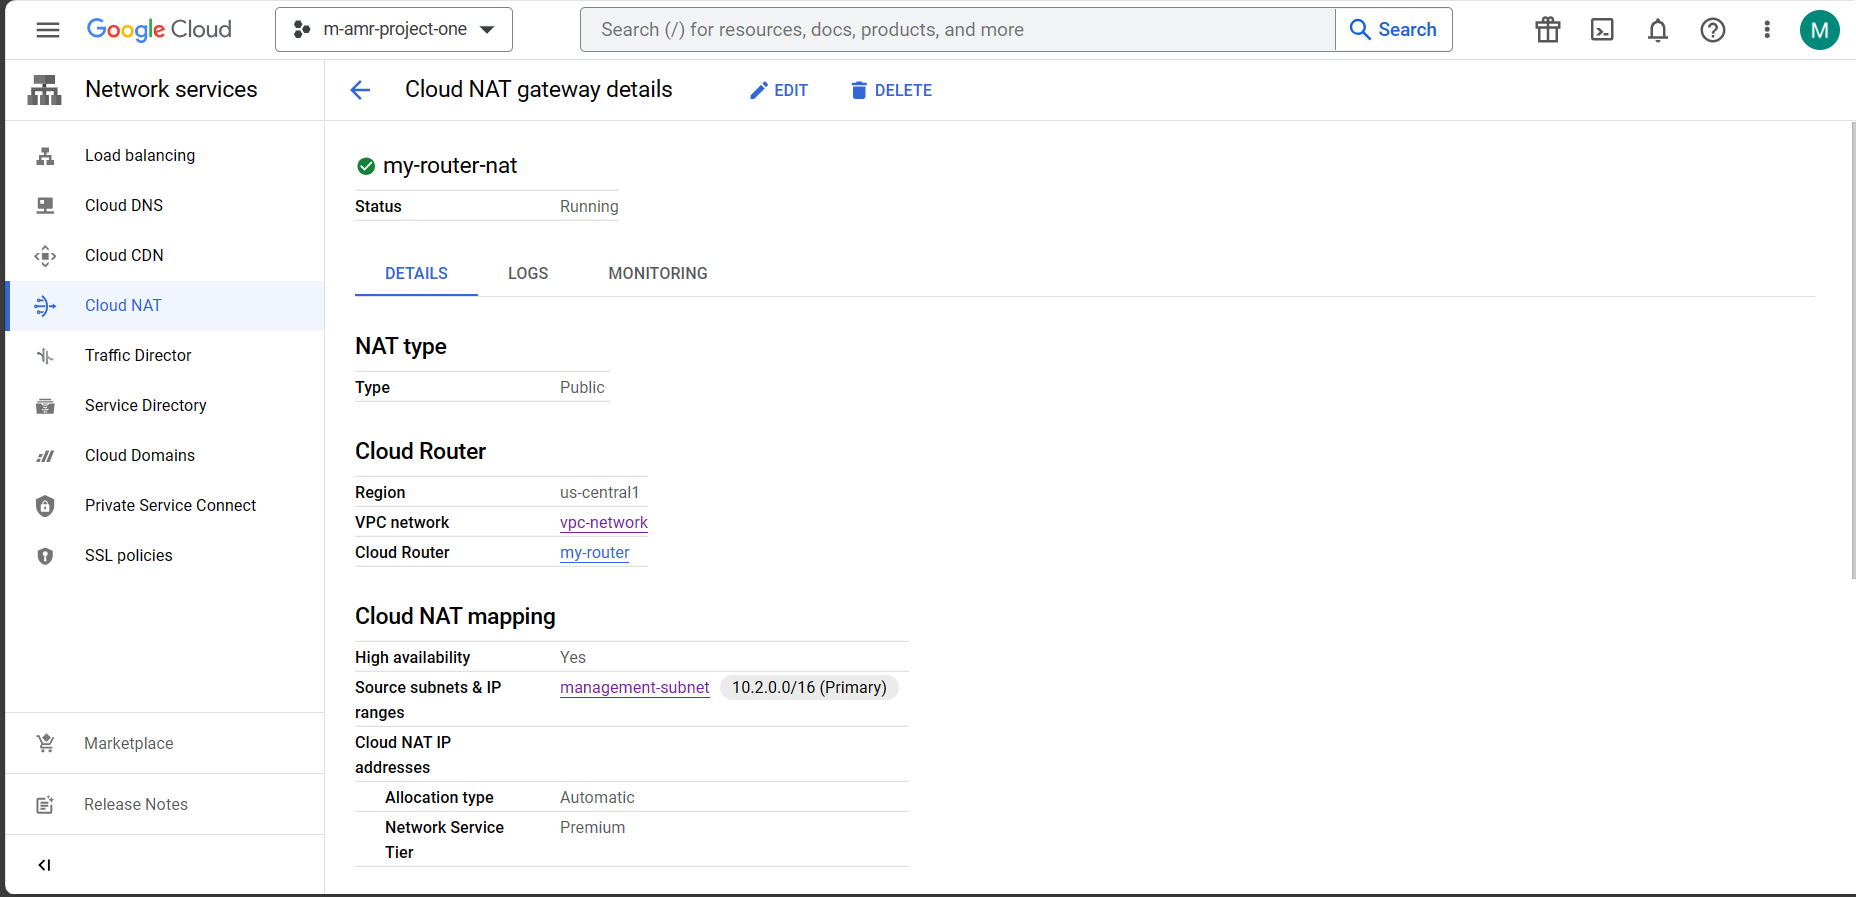 Google Cloud
m-amr-project-one
Search (/) for resources, docs, products, and more
Search
M
Network services
Cloud NAT gateway details
EDIT
DELETE
Load balancing
Cloud DNS
Cloud CDN
Cloud NAT
Traffic Director
Service Directory
Cloud Domains
Private Service Connect
SSL policies
Marketplace
Release Notes
my-router-nat
Status Running
DETAILS LOGS MONITORING
NAT type
Type Public
Cloud Router
Region us-central1
VPC network vpc-network
Cloud Router my-router
Cloud NAT mapping
High availability Yes
Source subnets & IP management-subnet 10.2.0.0/16 (Primary)
ranges
Cloud NAT IP
addresses
Allocation type Automatic
Network Service Premium
Tier